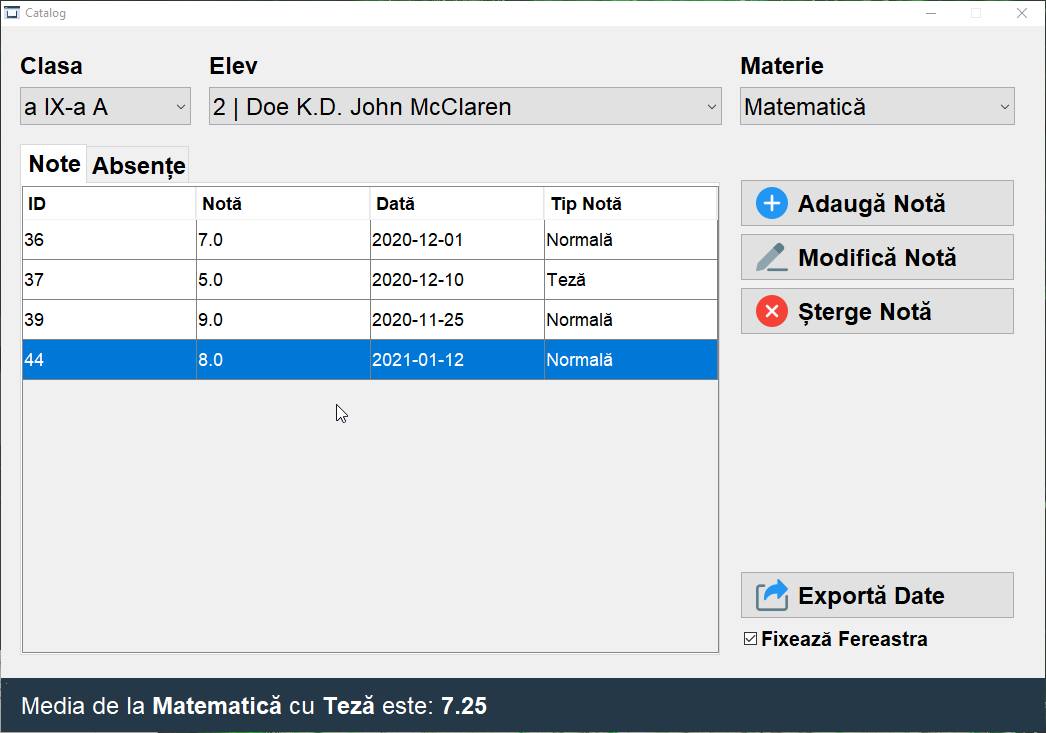 Catalog
Clasa Elev Materie
a IX-a A 2 | Doe K.D. John McClaren Matematică
Note Absențe
ID Notă Dată Tip Notă
36 7.0 2020-12-01 Normală
37 5.0 2020-12-10 Teză
39 9.0 2020-11-25 Normală
44 8.0 2021-01-12 Normală
Adaugă Notă
Modifică Notă
Șterge Notă
Exportă Date
Fixează Fereastra
Media de la Matematică cu Teză este: 7.25